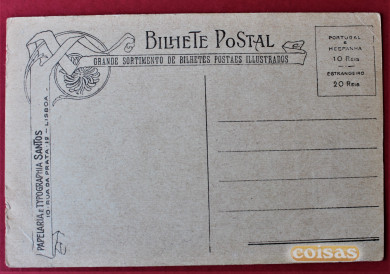 BILHETE POSTAL
GRANDE SORTIMENTO DE BILHETES POSTAES ILLUSTRADOS
PORTUGAL
E
HESPANHA
10 Reis
ESTRANGEIRO
20 Reis
PAPELARIA E TYPOGRAPHIA SANTOS
10. RUA DA PRATA. 12 - LISBOA -
coisas